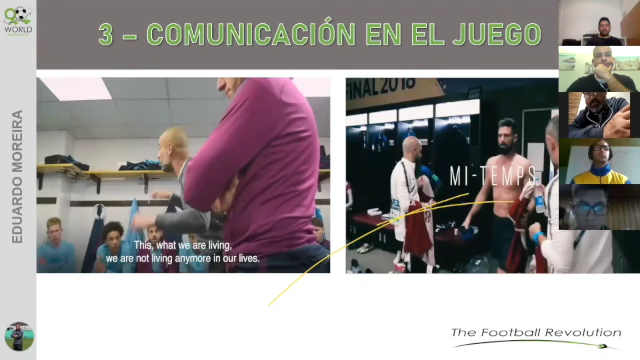 3 - COMUNICACIÓN EN EL JUEGO
WORLD
EDUARDO MOREIRA
This, what we are living,
we are not living anymore in our lives.
FINAL 2018
MI-TEMPS
The Football Revolution